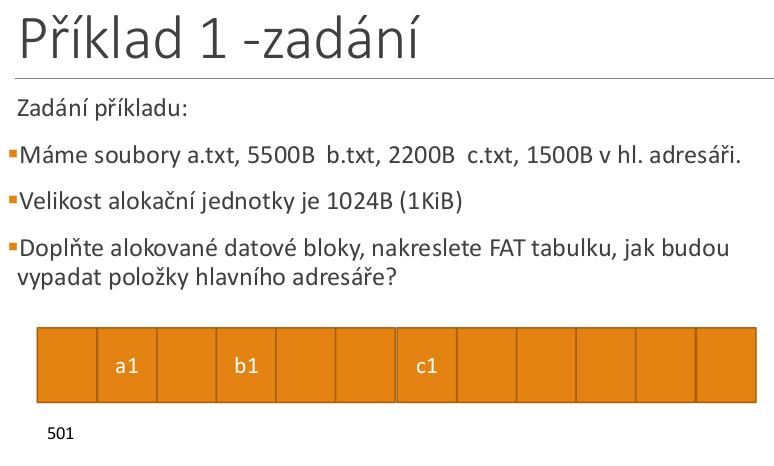 Příklad 1 -zadání
Zadání příkladu:
▪Máme soubory a.txt, 5500B  b.txt, 2200B  c.txt, 1500B v hl. adresáři.
▪Velikost alokační jednotky je 1024B (1KiB)
▪Doplňte alokované datové bloky, nakreslete FAT tabulku, jak budou
vypadat položky hlavního adresáře?
a1 b1 c1
501